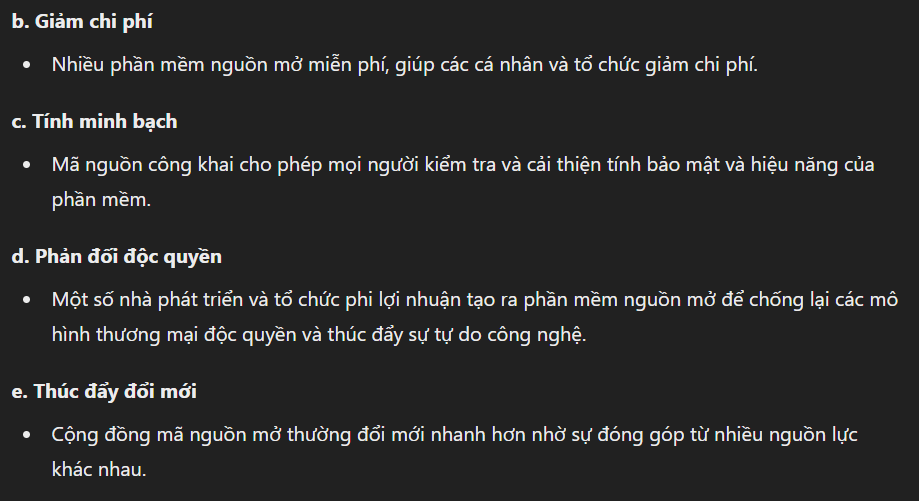 b. Giảm chi phí
• Nhiều phần mềm nguồn mở miễn phí, giúp các cá nhân và tổ chức giảm chi phí.
c. Tính minh bạch
• Mã nguồn công khai cho phép mọi người kiểm tra và cải thiện tính bảo mật và hiệu năng của
phần mềm.
d. Phản đối độc quyền
• Một số nhà phát triển và tổ chức phi lợi nhuận tạo ra phần mềm nguồn mở để chống lại các mô
hình thương mại độc quyền và thúc đẩy sự tự do công nghệ.
e. Thúc đẩy đổi mới
• Cộng đồng mã nguồn mở thường đổi mới nhanh hơn nhờ sự đóng góp từ nhiều nguồn lực
khác nhau.